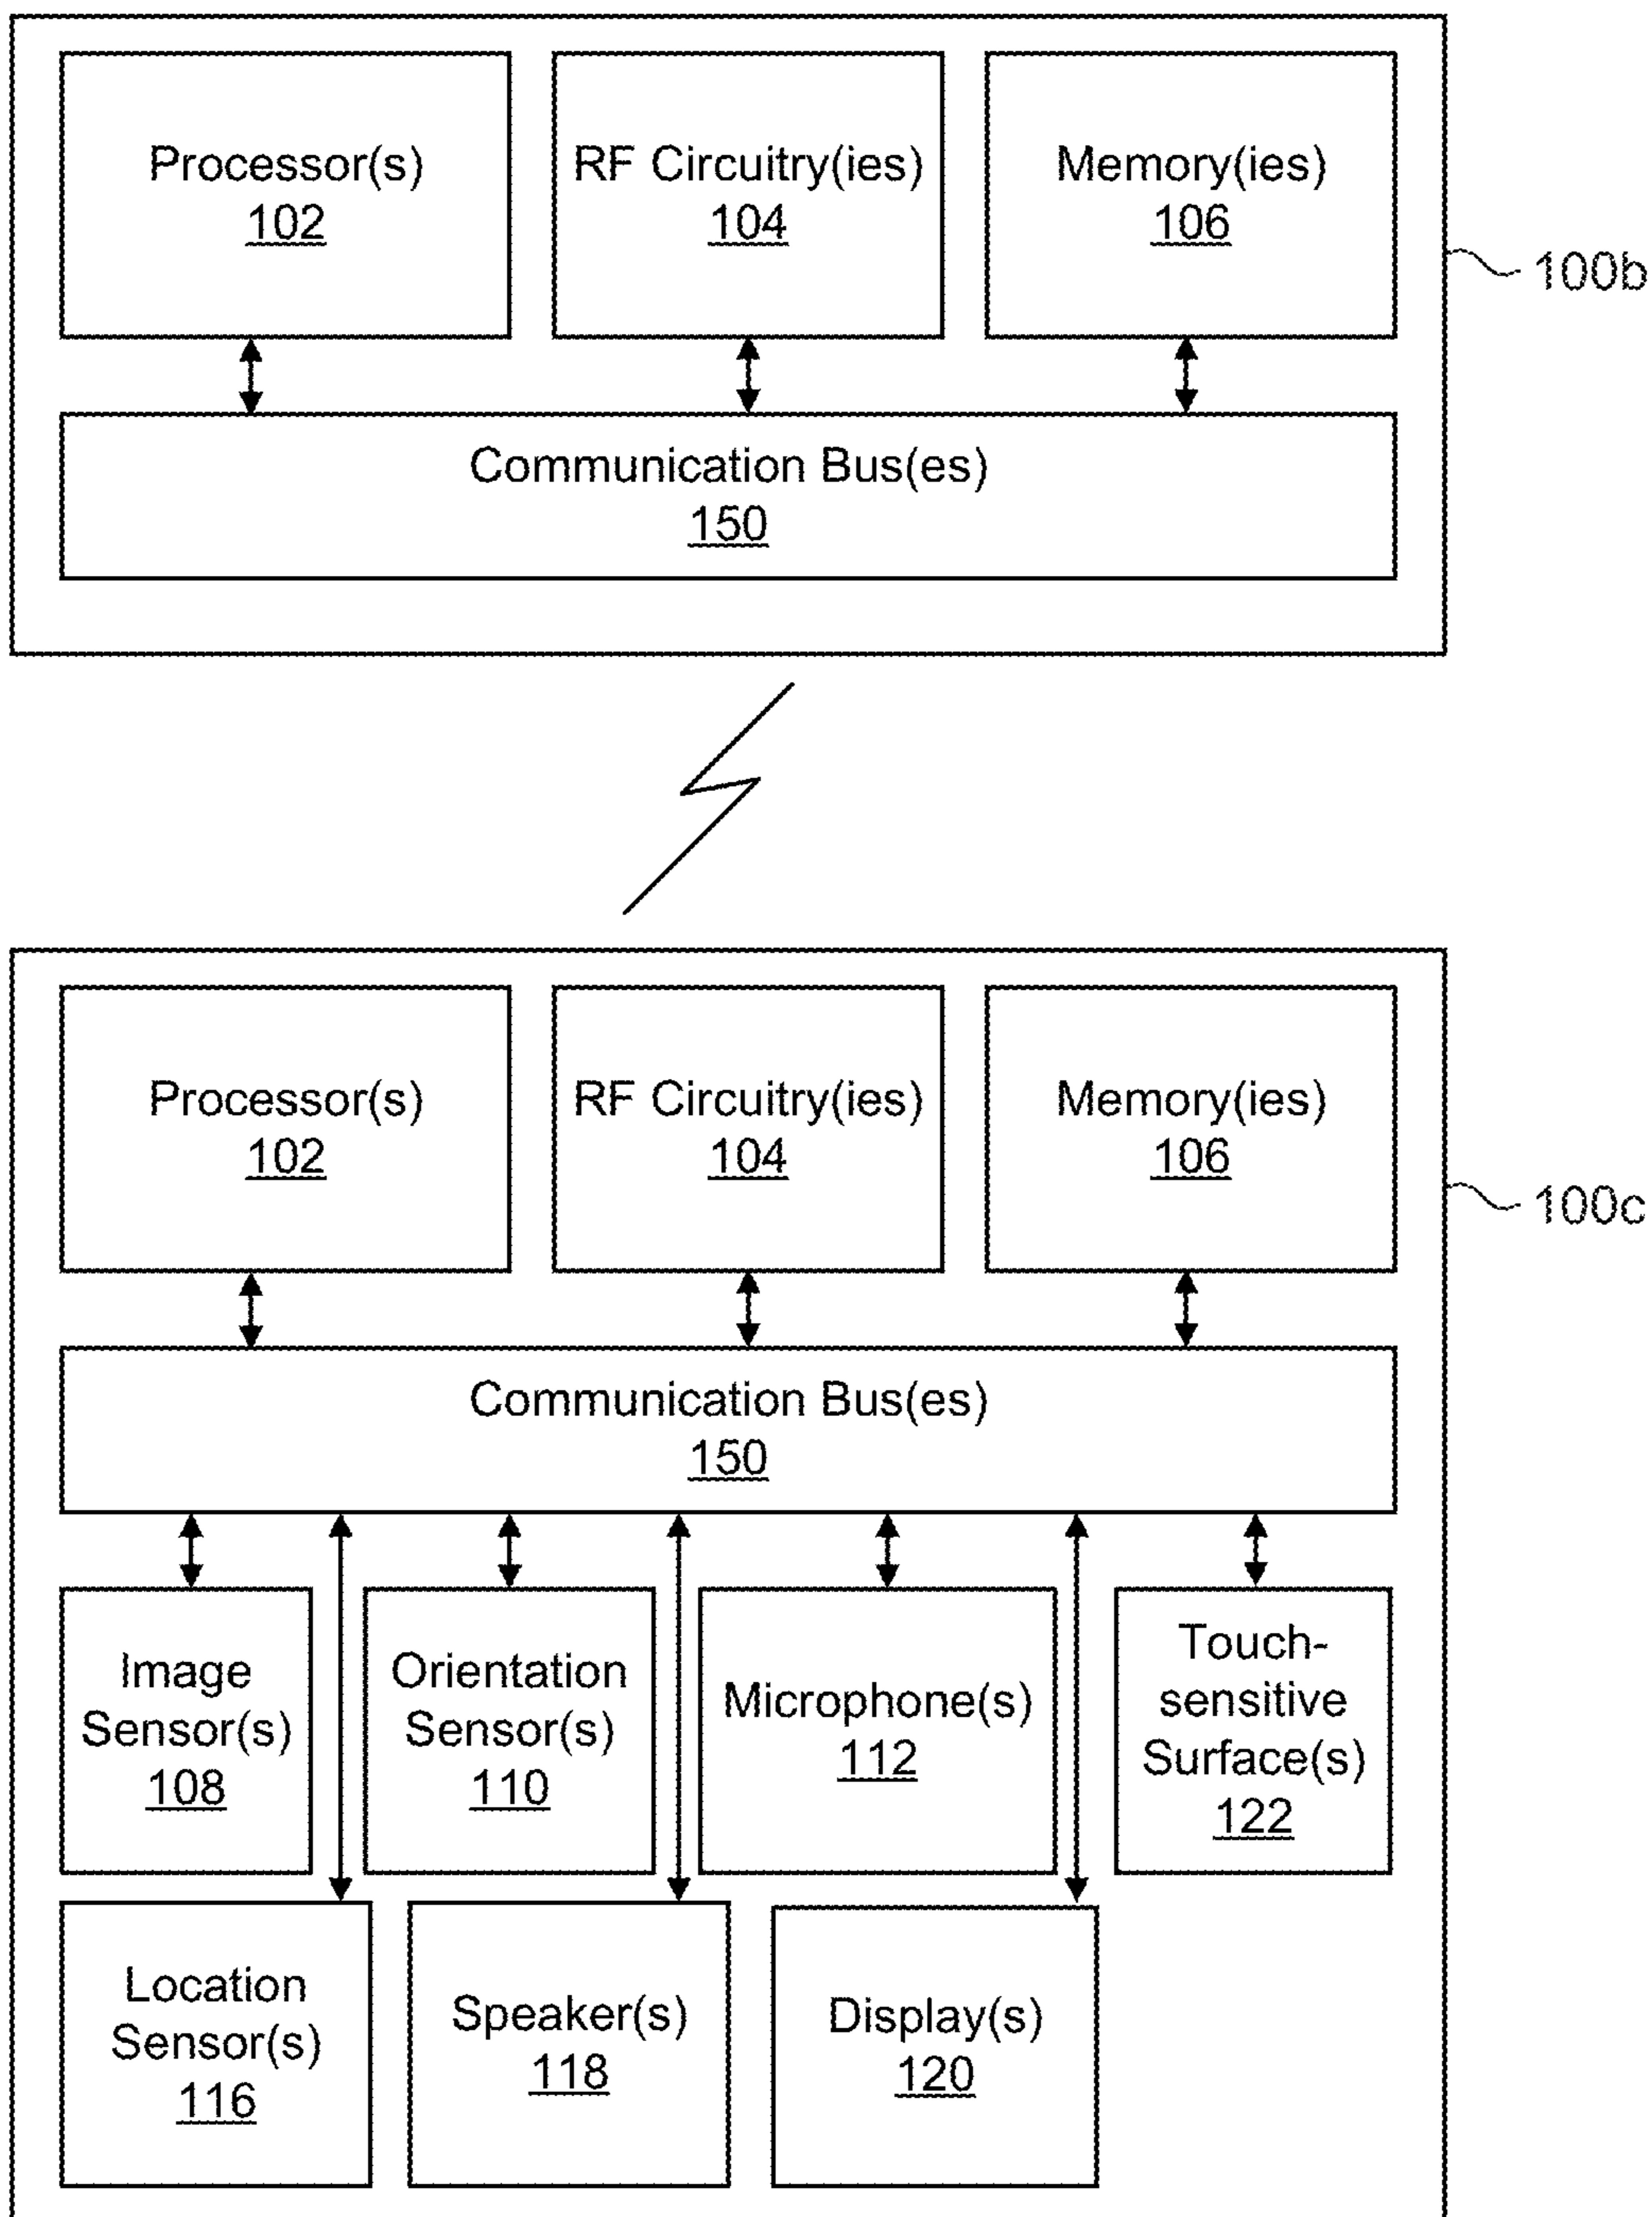 Processor(s)
102
RF Circuitry(ies)
104
Memory(ies)
106
100b
Communication Bus(es)
150
Processor(s)
102
RF Circuitry(ies)
104
Memory(ies)
106
100c
Communication Bus(es)
150
Image
Sensor(s)
108
Orientation
Sensor(s)
110
Microphone(s)
112
Touch-
sensitive
Surface(s)
122
Location
Sensor(s)
116
Speaker(s)
118
Display(s)
120